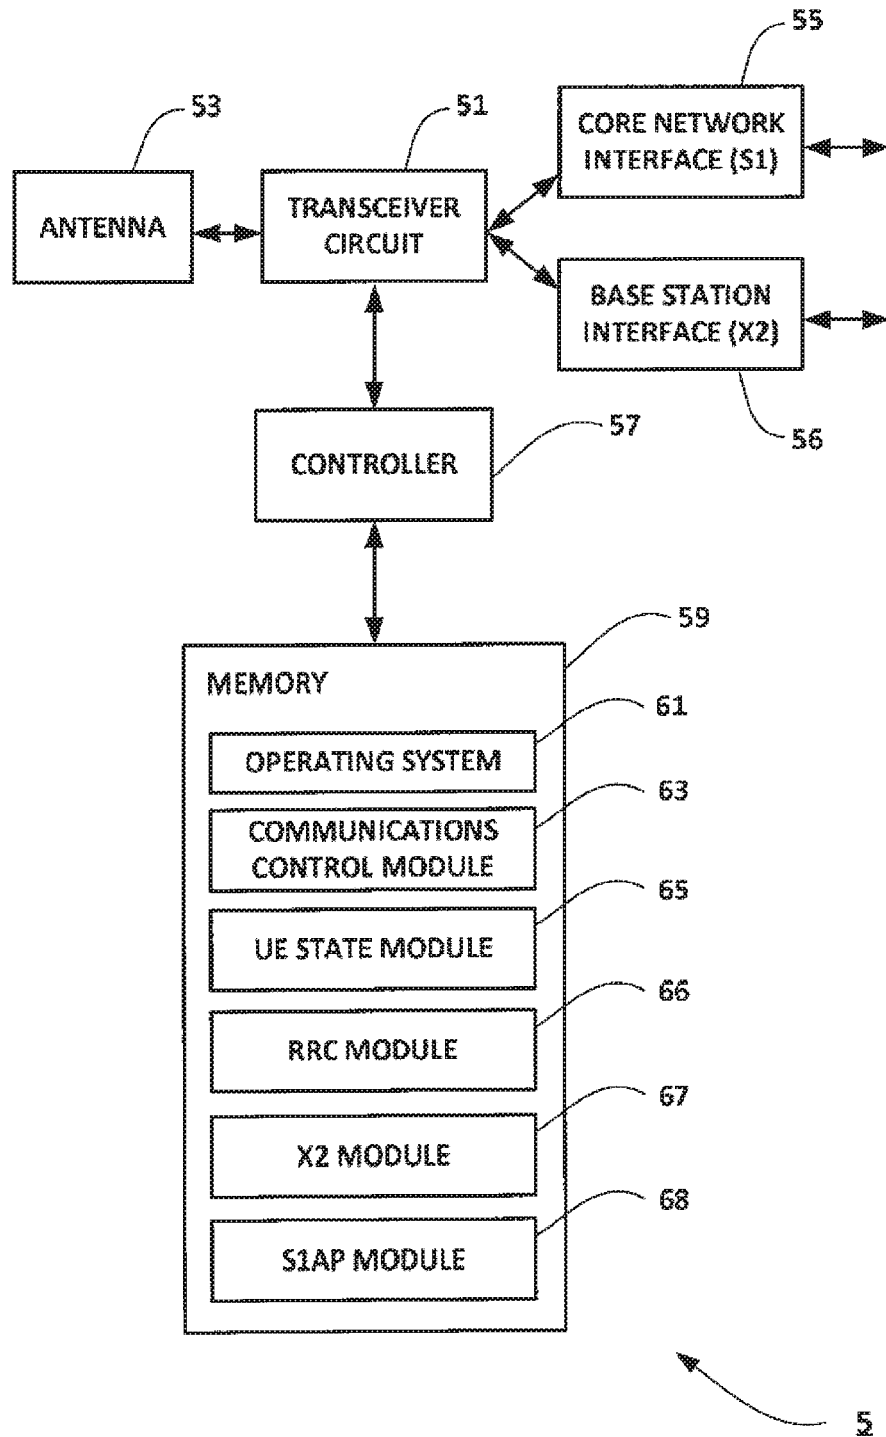 55
53
51
CORE NETWORK
INTERFACE (S1)
ANTENNA
TRANSCEIVER
CIRCUIT
BASE STATION
INTERFACE (X2)
56
57
CONTROLLER
59
MEMORY
61
OPERATING SYSTEM
63
COMMUNICATIONS
CONTROL MODULE
65
UE STATE MODULE
66
RRC MODULE
67
X2 MODULE
68
S1AP MODULE
5